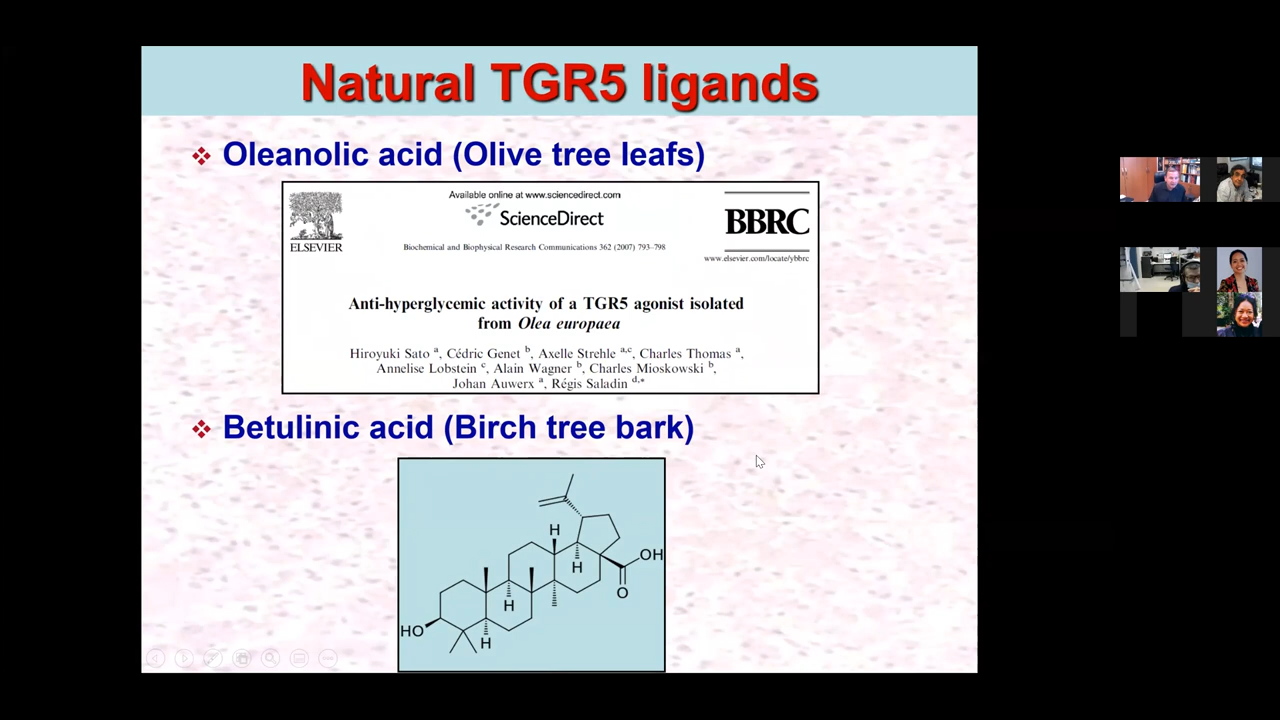 Natural TGR5 ligands
Oleanolic acid (Olive tree leafs)
Available online at www.sciencedirect.com
ScienceDirect
ELSEVIER
BBRC
Biochemical and Biophysical Research Communications 362 (2007) 793–798
www.elsevier.com/locate/ybbrc
Anti-hyperglycemic activity of a TGR5 agonist isolated
from Olea europaea
Hiroyuki Sato a, Cédric Genet b, Axelle Strehle a,c, Charles Thomas a,
Annelise Lobstein c, Alain Wagner b, Charles Mioskowski b,
Johan Auwerx a, Régis Saladin d,*
Betulinic acid (Birch tree bark)
H
OH
H
O
H
HO
H